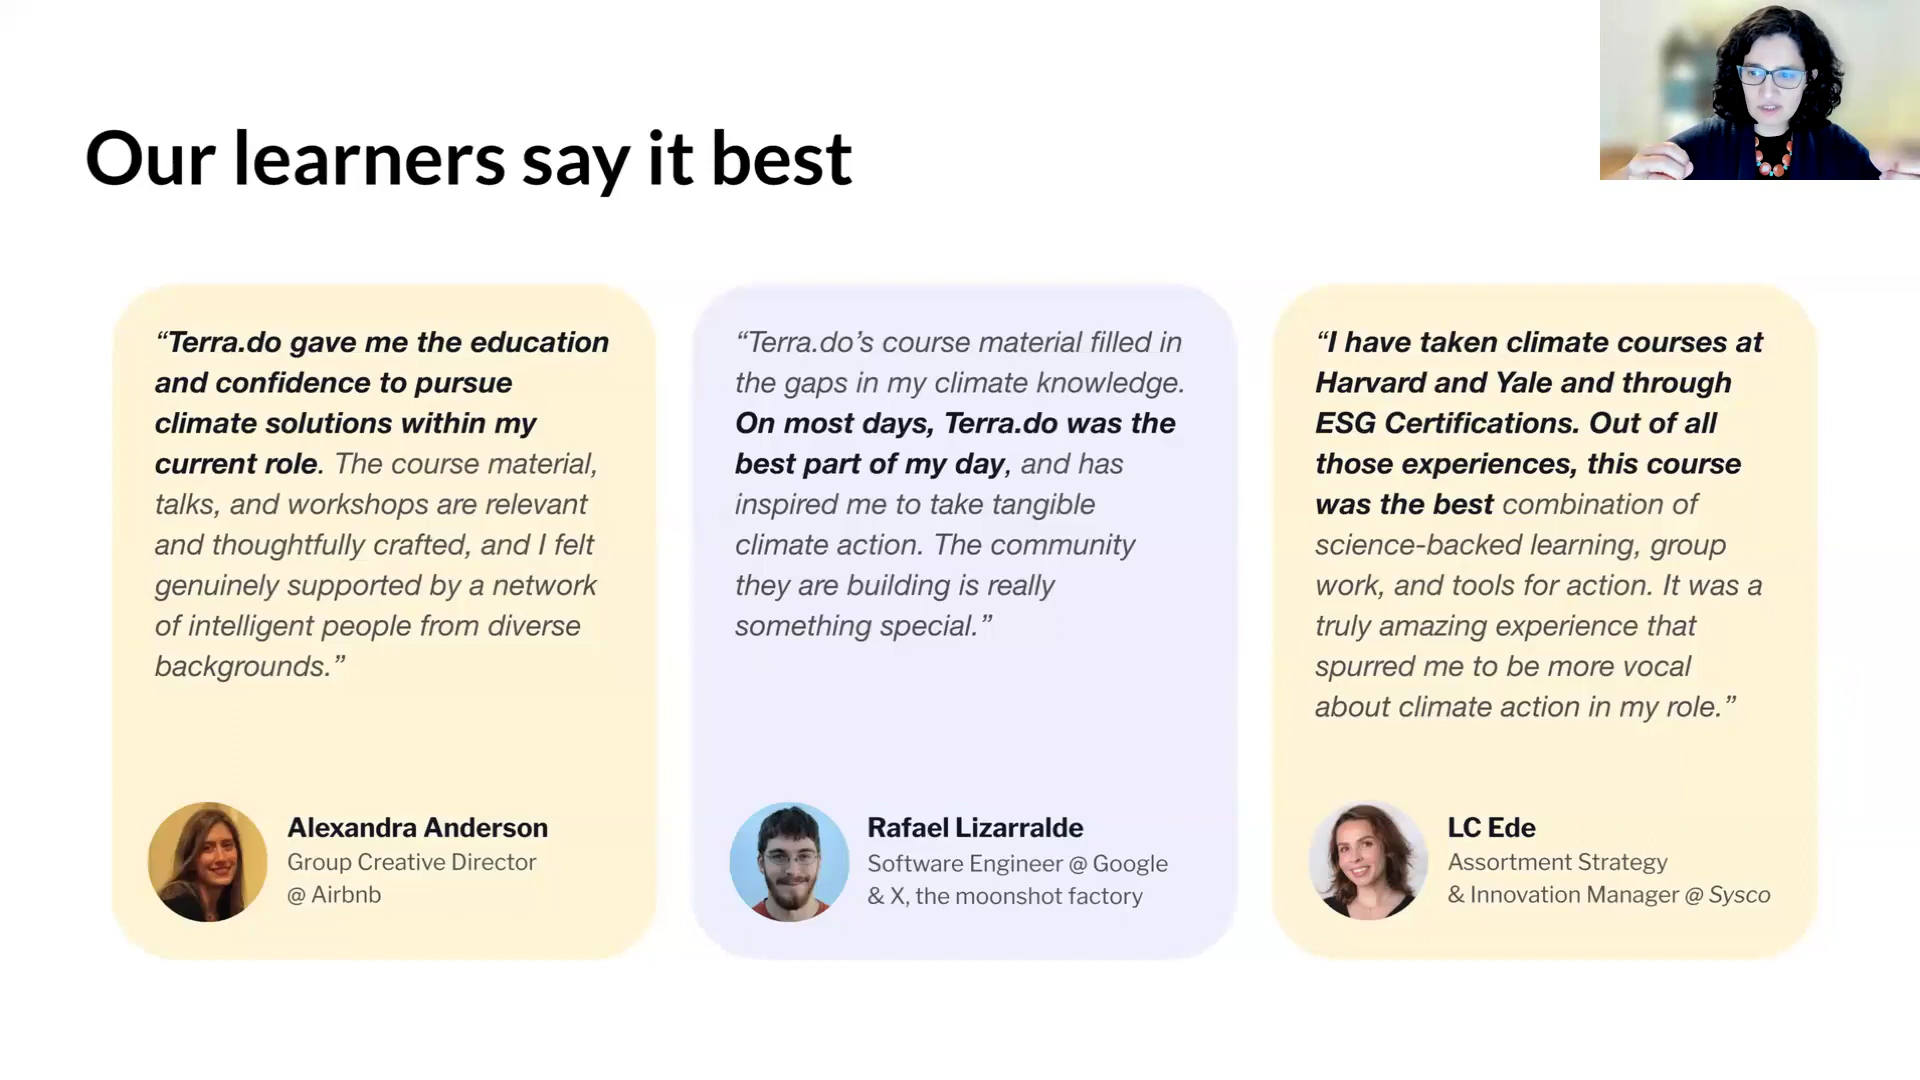 Our learners say it best
“Terra.do gave me the education
and confidence to pursue
climate solutions within my
current role. The course material,
talks, and workshops are relevant
and thoughtfully crafted, and I felt
genuinely supported by a network
of intelligent people from diverse
backgrounds.”
Alexandra Anderson
Group Creative Director
@ Airbnb
“Terra.do’s course material filled in
the gaps in my climate knowledge.
On most days, Terra.do was the
best part of my day, and has
inspired me to take tangible
climate action. The community
they are building is really
something special.”
Rafael Lizarralde
Software Engineer @ Google
& X, the moonshot factory
“I have taken climate courses at
Harvard and Yale and through
ESG Certifications. Out of all
those experiences, this course
was the best combination of
science-backed learning, group
work, and tools for action. It was a
truly amazing experience that
spurred me to be more vocal
about climate action in my role.”
LC Ede
Assortment Strategy
& Innovation Manager @ Sysco